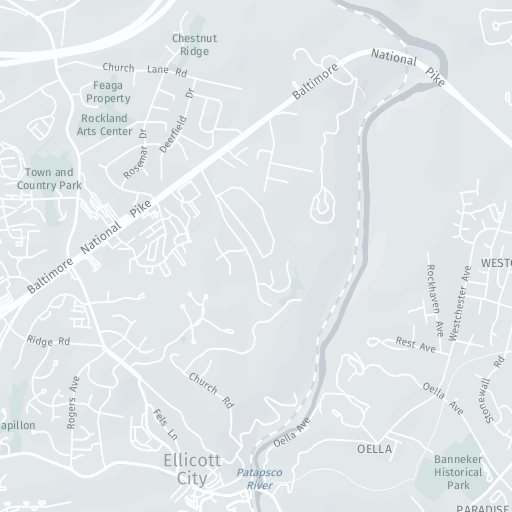 Chestnut
Ridge
National Pike
Church Lane Rd
Baltimore
Feaga
Property
Deerfield Dr
Rockland
Arts Center
Rosemar Dr
Town and
Country Park
Baltimore National Pike
WESTC
Rockhaven Ave
Westchester Ave
Ridge Rd
Rest Ave
Church Rd
Rogers Ave
Oella Ave
Stonewall Rd
Fels Ln
apillon
Oella Ave
OELLA
Ellicott
City
Patapsco
River
Banneker
Historical
Park
PARADISE